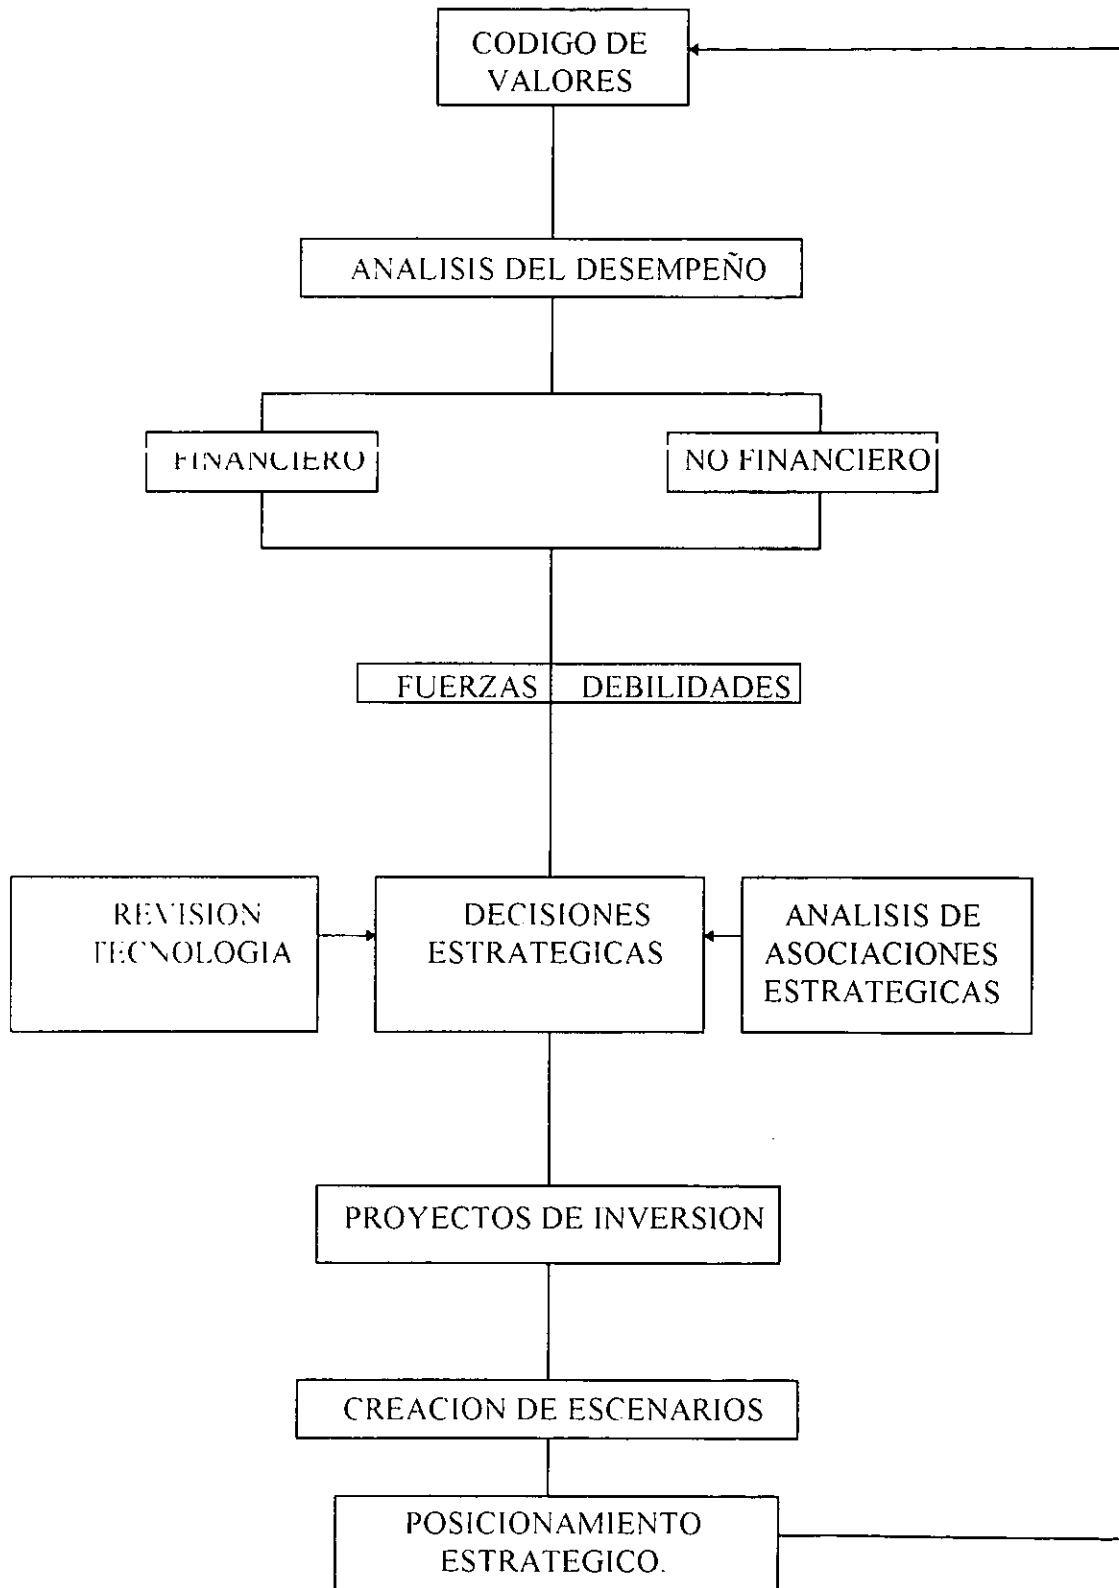 CODIGO DE
VALORES
ANALISIS DEL DESEMPEÑO
FINANCIERO
NO FINANCIERO
FUERZAS DEBILIDADES
REVISION
TECNOLOGIA
DECISIONES
ESTRATEGICAS
ANALISIS DE
ASOCIACIONES
ESTRATEGICAS
PROYECTOS DE INVERSION
CREACION DE ESCENARIOS
POSICIONAMIENTO
ESTRATEGICO.